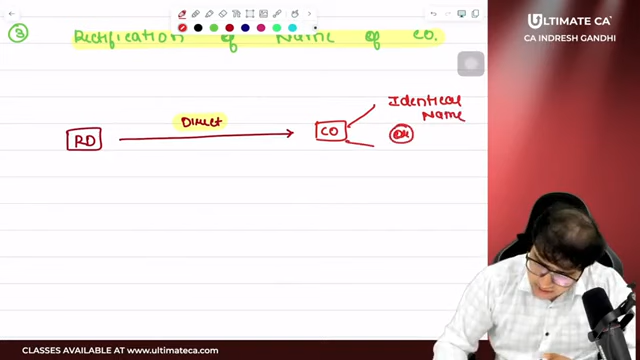 ULTIMATE CA
CA INDRESH GANDHI
③ Rectification of Name of CO.
Direct
RD
CO
Identical
Name
OR
CLASSES AVAILABLE AT www.ultimateca.com